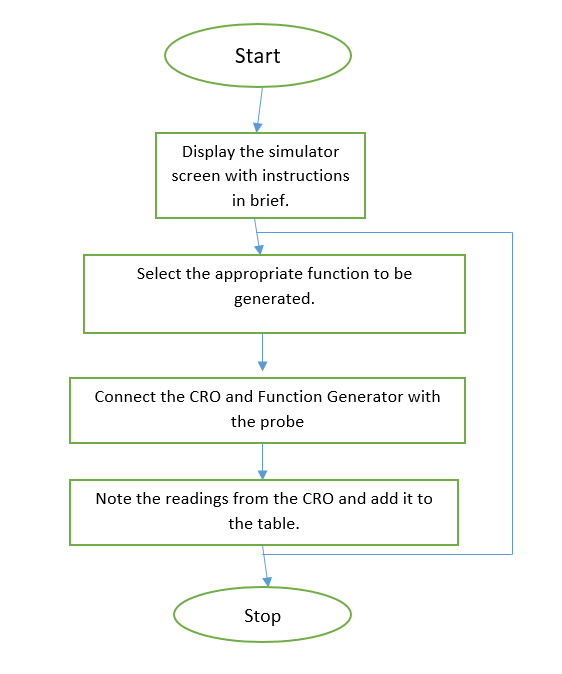 Start
Display the simulator
screen with instructions
in brief.
Select the appropriate function to be
generated.
Connect the CRO and Function Generator with
the probe
Note the readings from the CRO and add it to
the table.
Stop